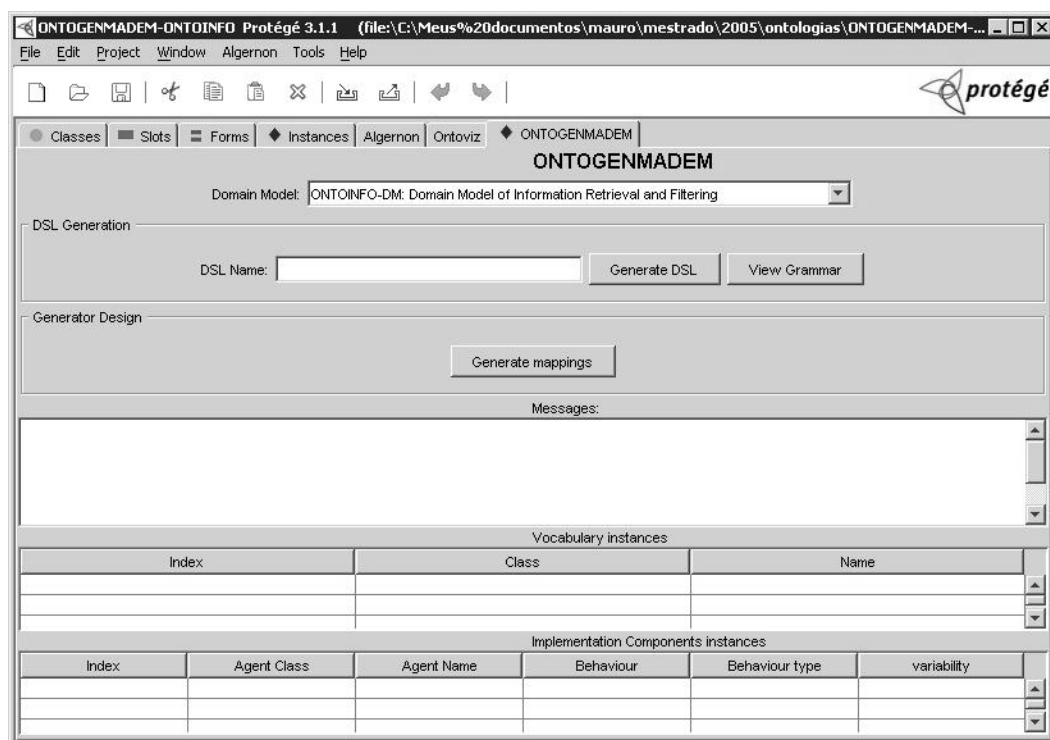 ONTOGENMADEM-ONTOINFO Protégé 3.1.1 (file:\C:\Meus%20documentos\mauro\mestrado\2005\ontologias\ONTOGENMADEM-...
File Edit Project Window Algernon Tools Help
protégé
Classes Slots Forms Instances Algernon Ontoviz ONTOGENMADEM
ONTOGENMADEM
Domain Model: ONTOINFO-DM: Domain Model of Information Retrieval and Filtering
DSL Generation
DSL Name: Generate DSL View Grammar
Generator Design
Generate mappings
Messages:
Vocabulary instances
Index Class Name
Implementation Components instances
Index Agent Class Agent Name Behaviour Behaviour type variability